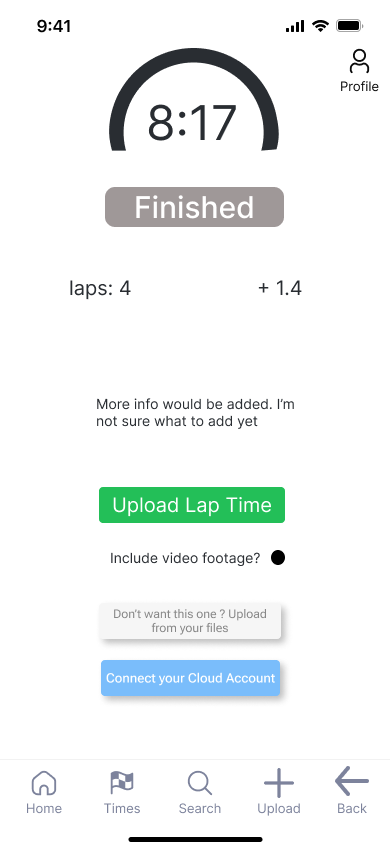 9:41
Profile
8:17
Finished
laps: 4
+ 1.4
More info would be added. I'm
not sure what to add yet
Upload Lap Time
Include video footage?
Don't want this one ? Upload
from your files
Connect your Cloud Account
Home
Times
Search
Upload
Back